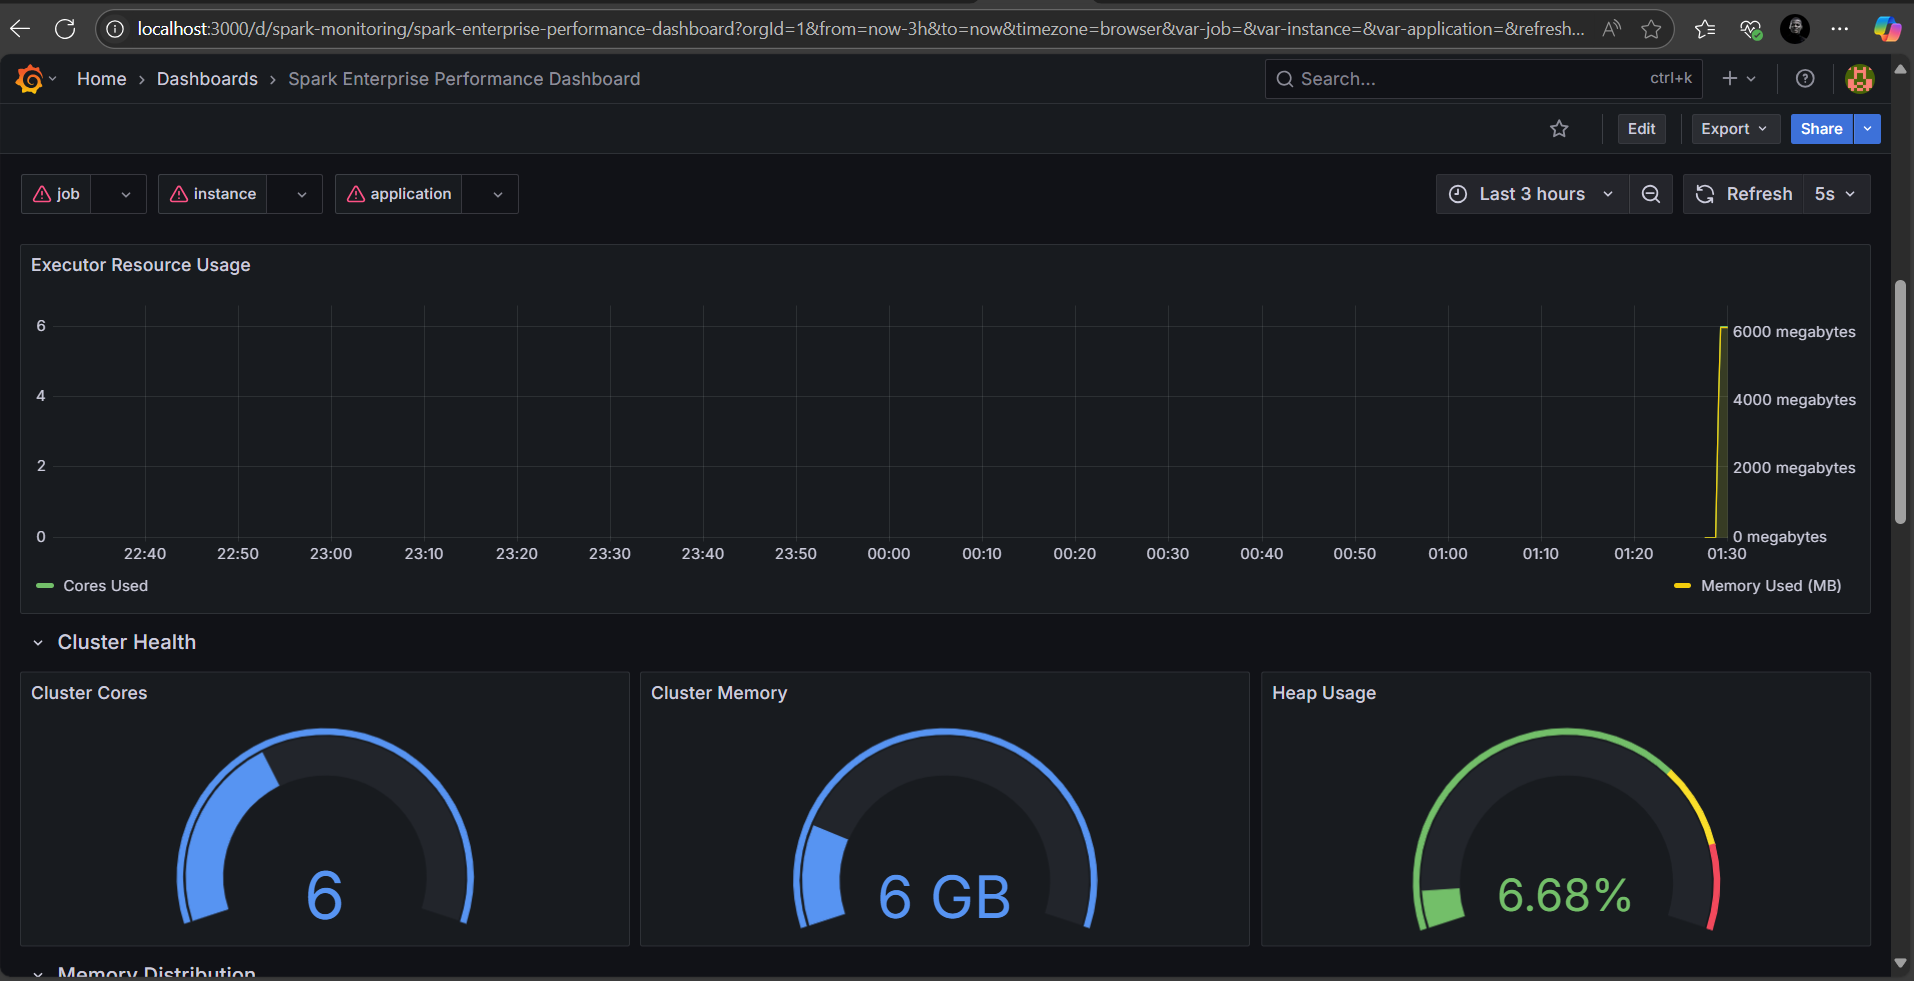 localhost:3000/d/spark-monitoring/spark-enterprise-performance-dashboard?orgId=1&from=now-3h&to=now&timezone=browser&var-job=&var-instance=&var-application=&refresh...
Home › Dashboards › Spark Enterprise Performance Dashboard
Search... ctrl+k
Edit Export Share
job instance application Last 3 hours Refresh 5s
Executor Resource Usage
6 6000 megabytes
4 4000 megabytes
2 2000 megabytes
0 0 megabytes
22:40 22:50 23:00 23:10 23:20 23:30 23:40 23:50 00:00 00:10 00:20 00:30 00:40 00:50 01:00 01:10 01:20 01:30
Cores Used Memory Used (MB)
Cluster Health
Cluster Cores Cluster Memory Heap Usage
6 6 GB 6.68%
Memory Distribution